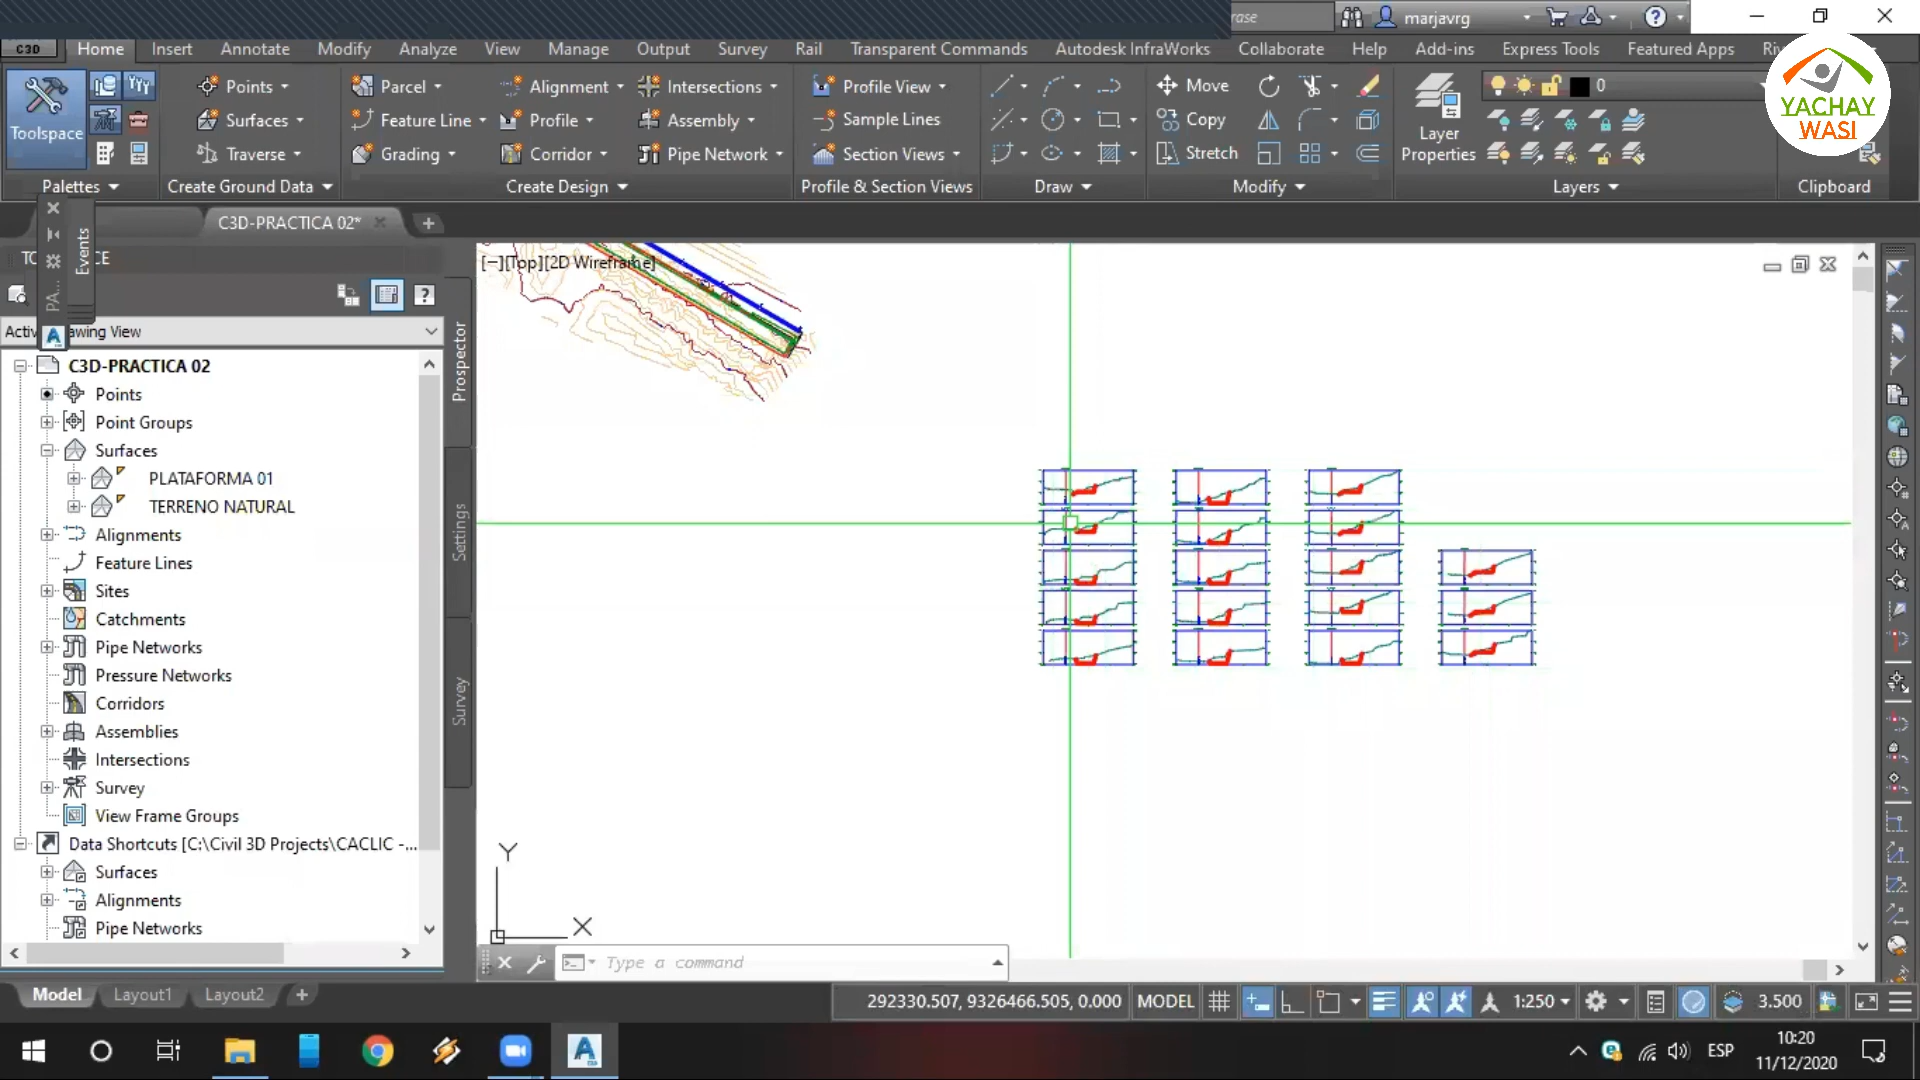 rase
marjavrg
C3D
Home Insert Annotate Modify Analyze View Manage Output Survey Rail Transparent Commands Autodesk InfraWorks Collaborate Help Add-ins Express Tools Featured Apps
YACHAY
WASI
Toolspace
Points
Surfaces
Traverse
Parcel
Feature Line
Grading
Alignment
Profile
Corridor
Intersections
Assembly
Pipe Network
Profile View
Sample Lines
Section Views
Move
Copy
Stretch
Layer
Properties
0
Palettes
Create Ground Data
Create Design
Profile & Section Views
Draw
Modify
Layers
Clipboard
C3D-PRACTICA 02*
Events
PA...
[−][Top][2D Wireframe]
C3D-PRACTICA 02
Points
Point Groups
Surfaces
PLATAFORMA 01
TERRENO NATURAL
Alignments
Feature Lines
Sites
Catchments
Pipe Networks
Pressure Networks
Corridors
Assemblies
Intersections
Survey
View Frame Groups
Data Shortcuts [C:\Civil 3D Projects\CACLIC -...
Surfaces
Alignments
Pipe Networks
Prospector
Settings
Survey
Y
X
Type a command
Model Layout1 Layout2
292330.507, 9326466.505, 0.000 MODEL 1:250 3.500
ESP
10:20
11/12/2020